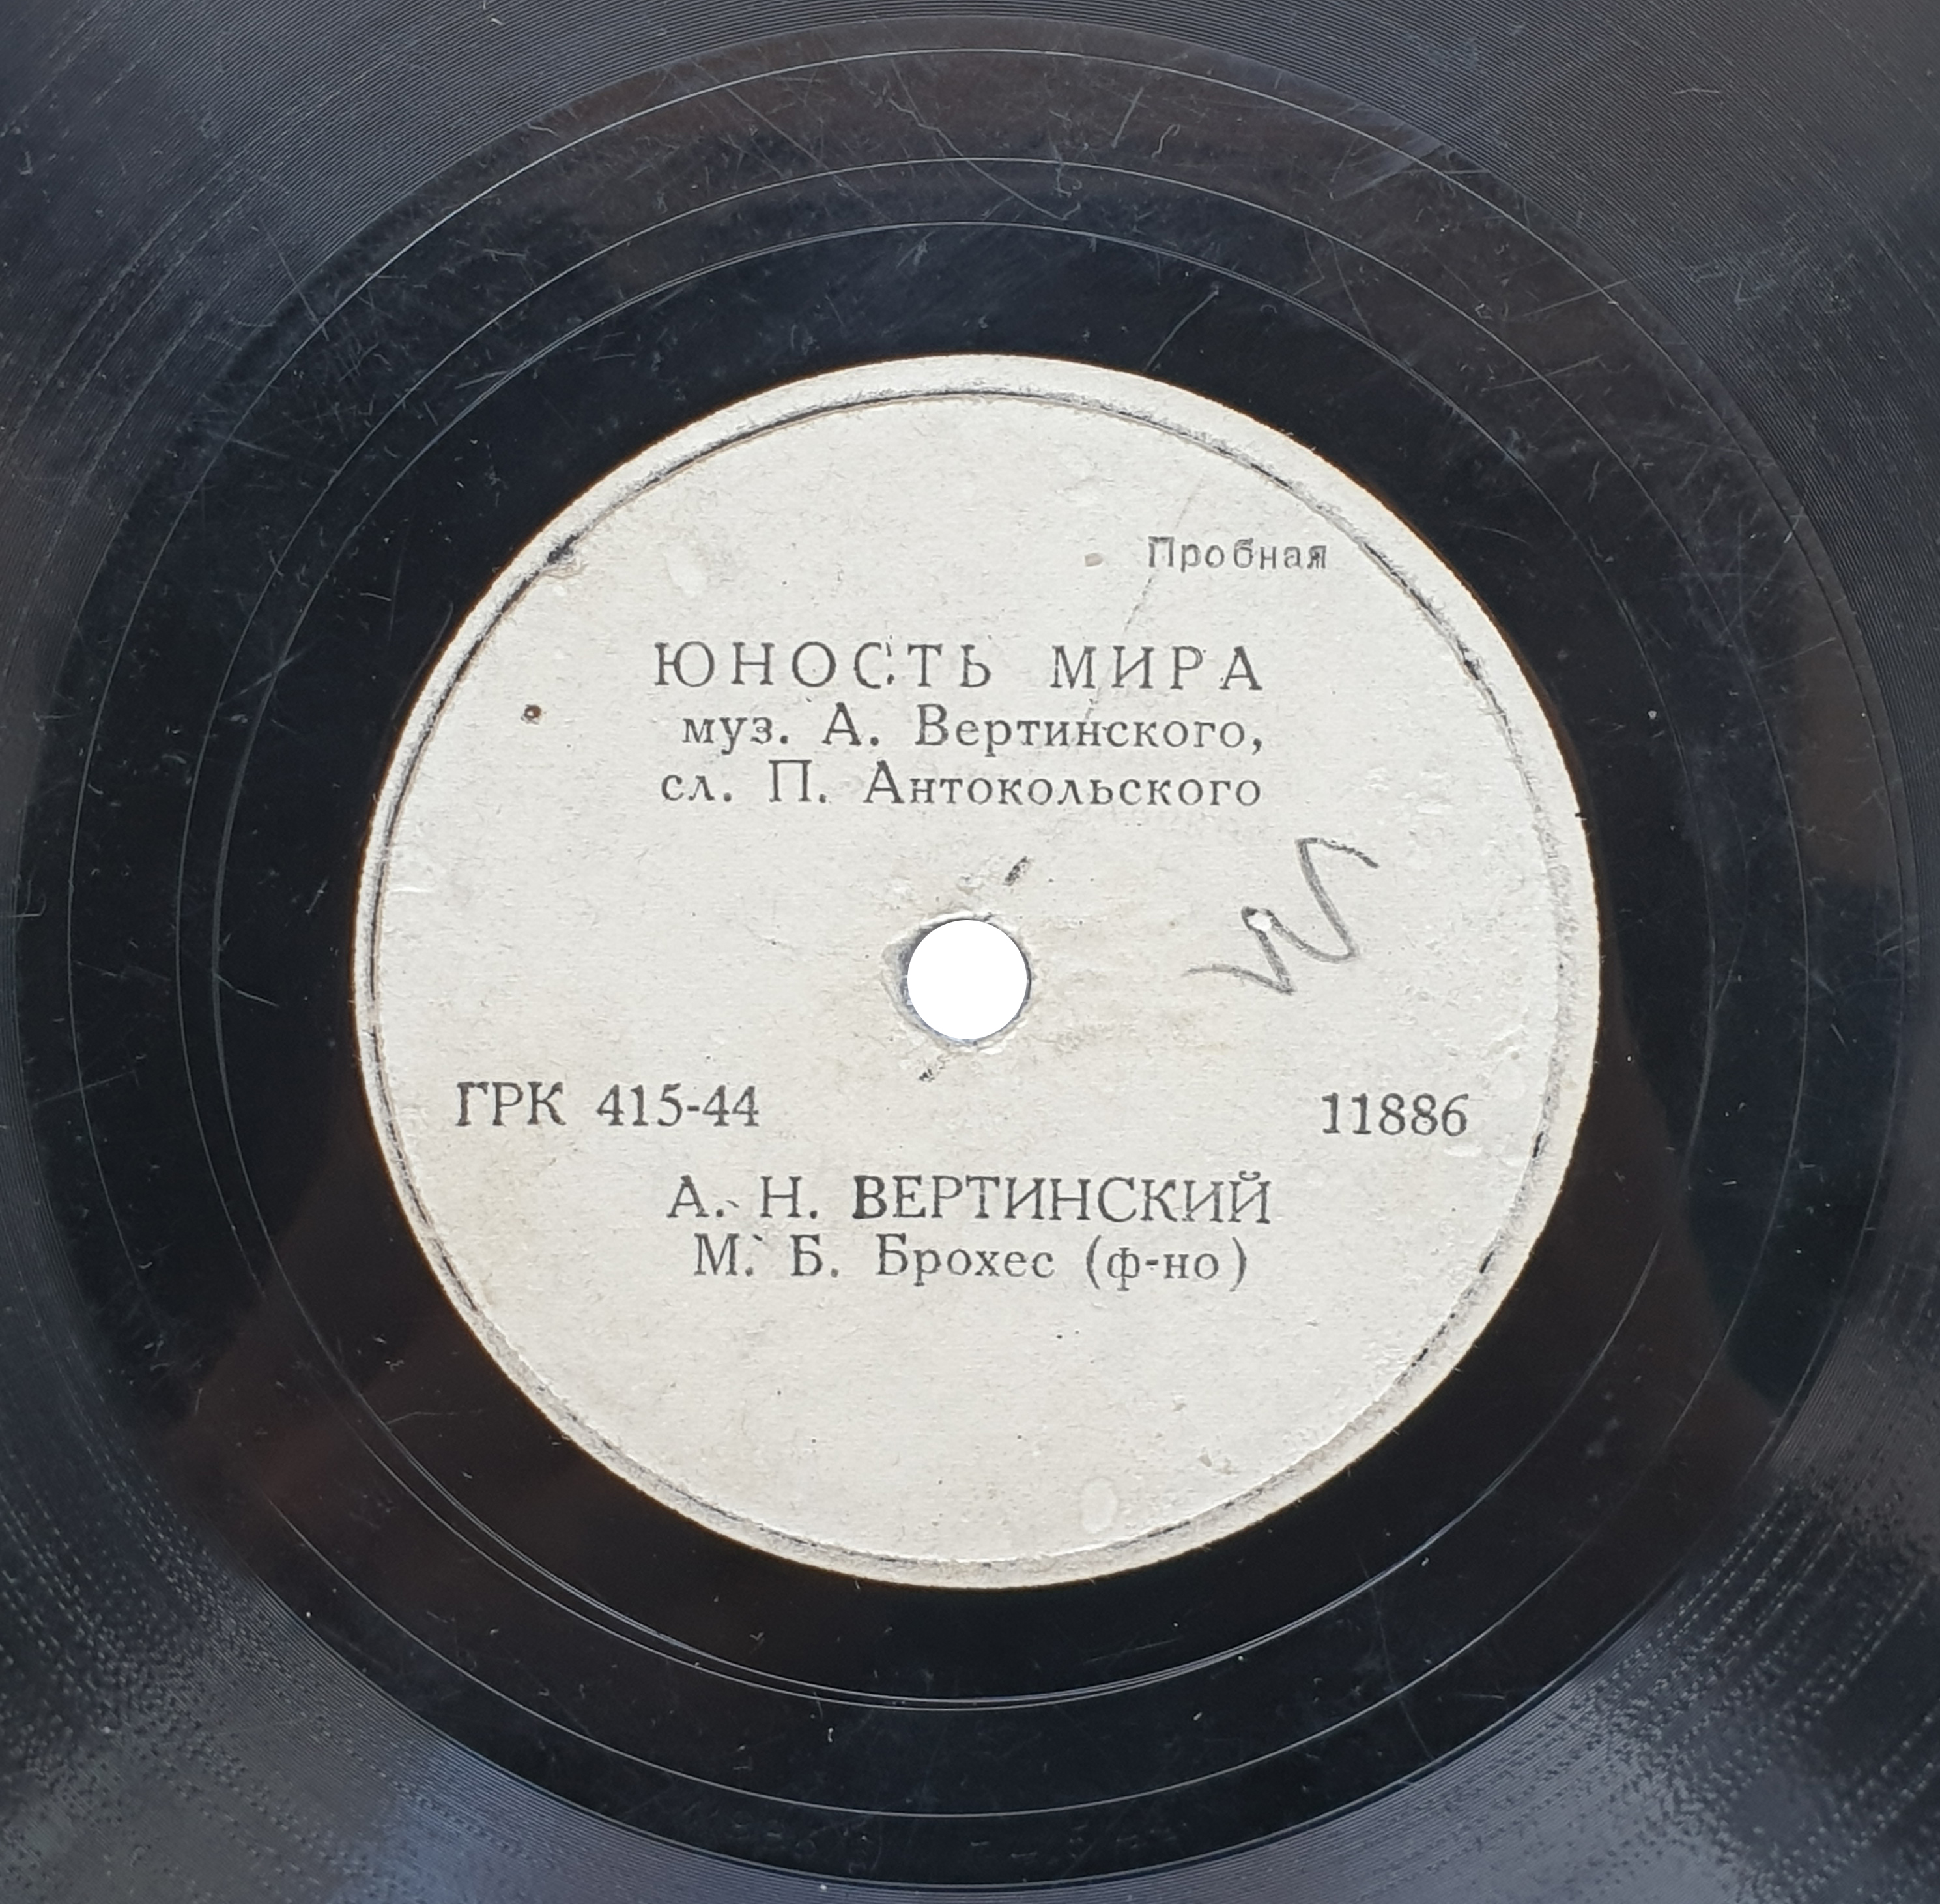 Пробная
ЮНОСТЬ МИРА
муз. А. Вертинского,
сл. П. Антокольского
ГРК 415-44
11886
А. Н. ВЕРТИНСКИЙ
М. Б. Брохес (ф-но)